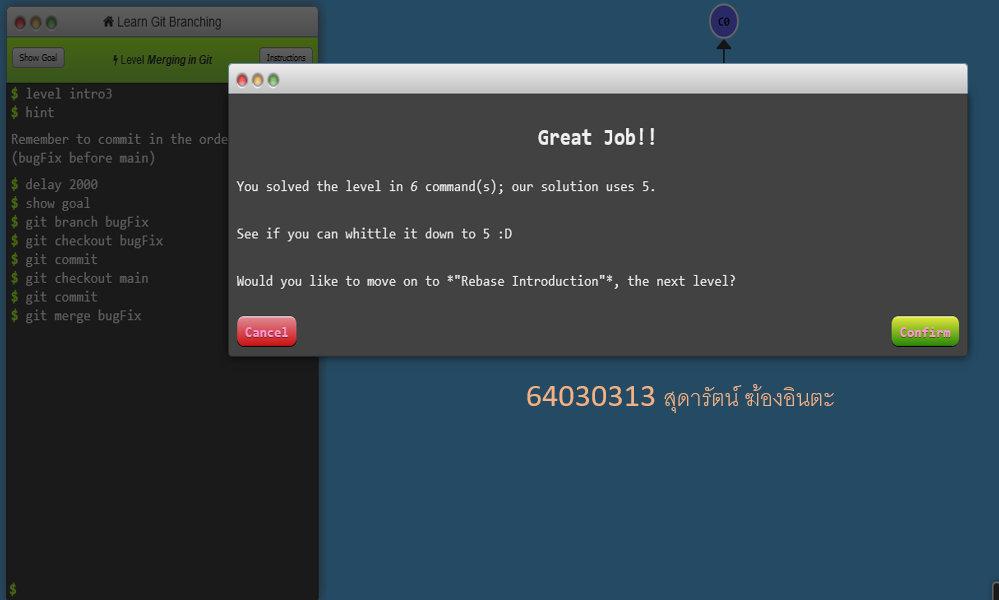 Learn Git Branching
Show Goal
Level Merging in Git
Instructions
$ level intro3
$ hint
Remember to commit in the orde
(bugFix before main)
$ delay 2000
$ show goal
$ git branch bugFix
$ git checkout bugFix
$ git commit
$ git checkout main
$ git commit
$ git merge bugFix
$
C0
Great Job!!
You solved the level in 6 command(s); our solution uses 5.
See if you can whittle it down to 5 :D
Would you like to move on to *"Rebase Introduction"*, the next level?
Cancel
Confirm
64030313 สุดารัตน์ ฆ้องอินตะ